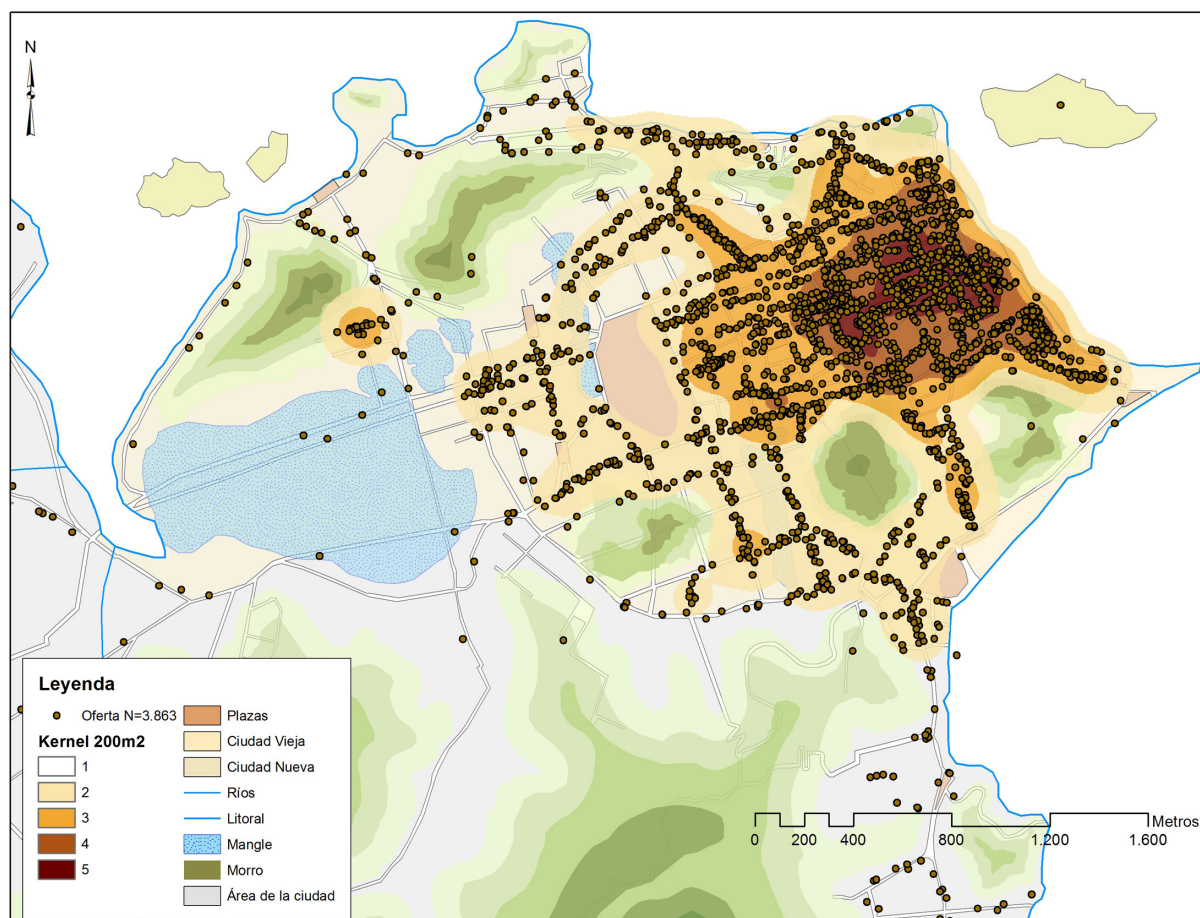 N
Leyenda
Oferta N=3.863
Kernel 200m2
1
2
3
4
5
Plazas
Ciudad Vieja
Ciudad Nueva
Ríos
Litoral
Mangle
Morro
Área de la ciudad
Metros
0 200 400 800 1.200 1.600